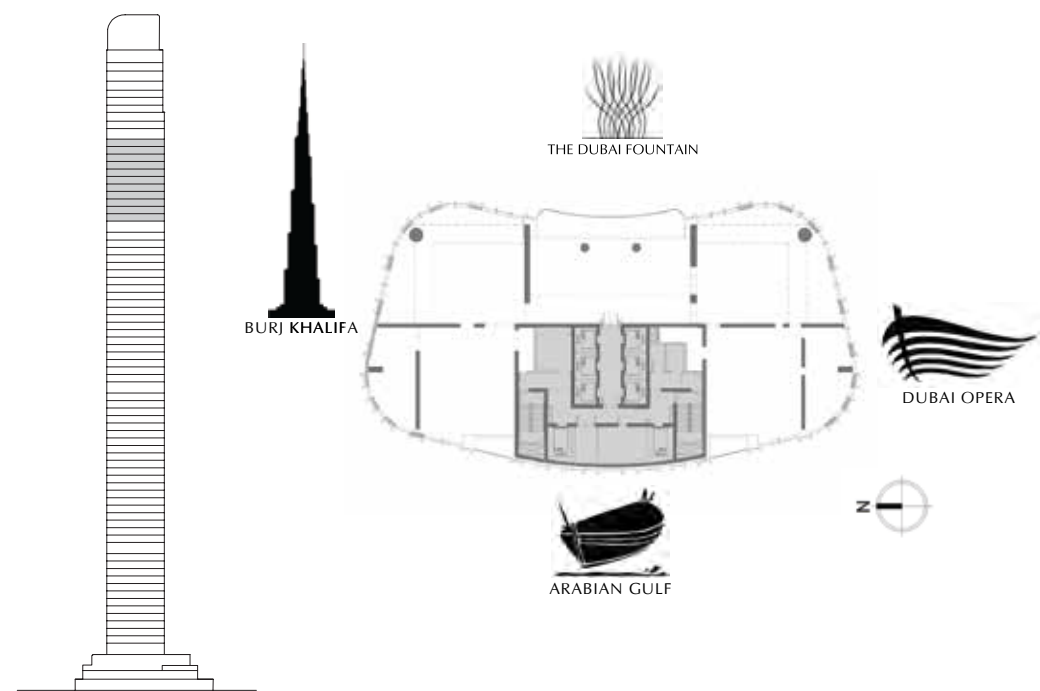 THE DUBAI FOUNTAIN
BURJ KHALIFA
DUBAI OPERA
N
ARABIAN GULF